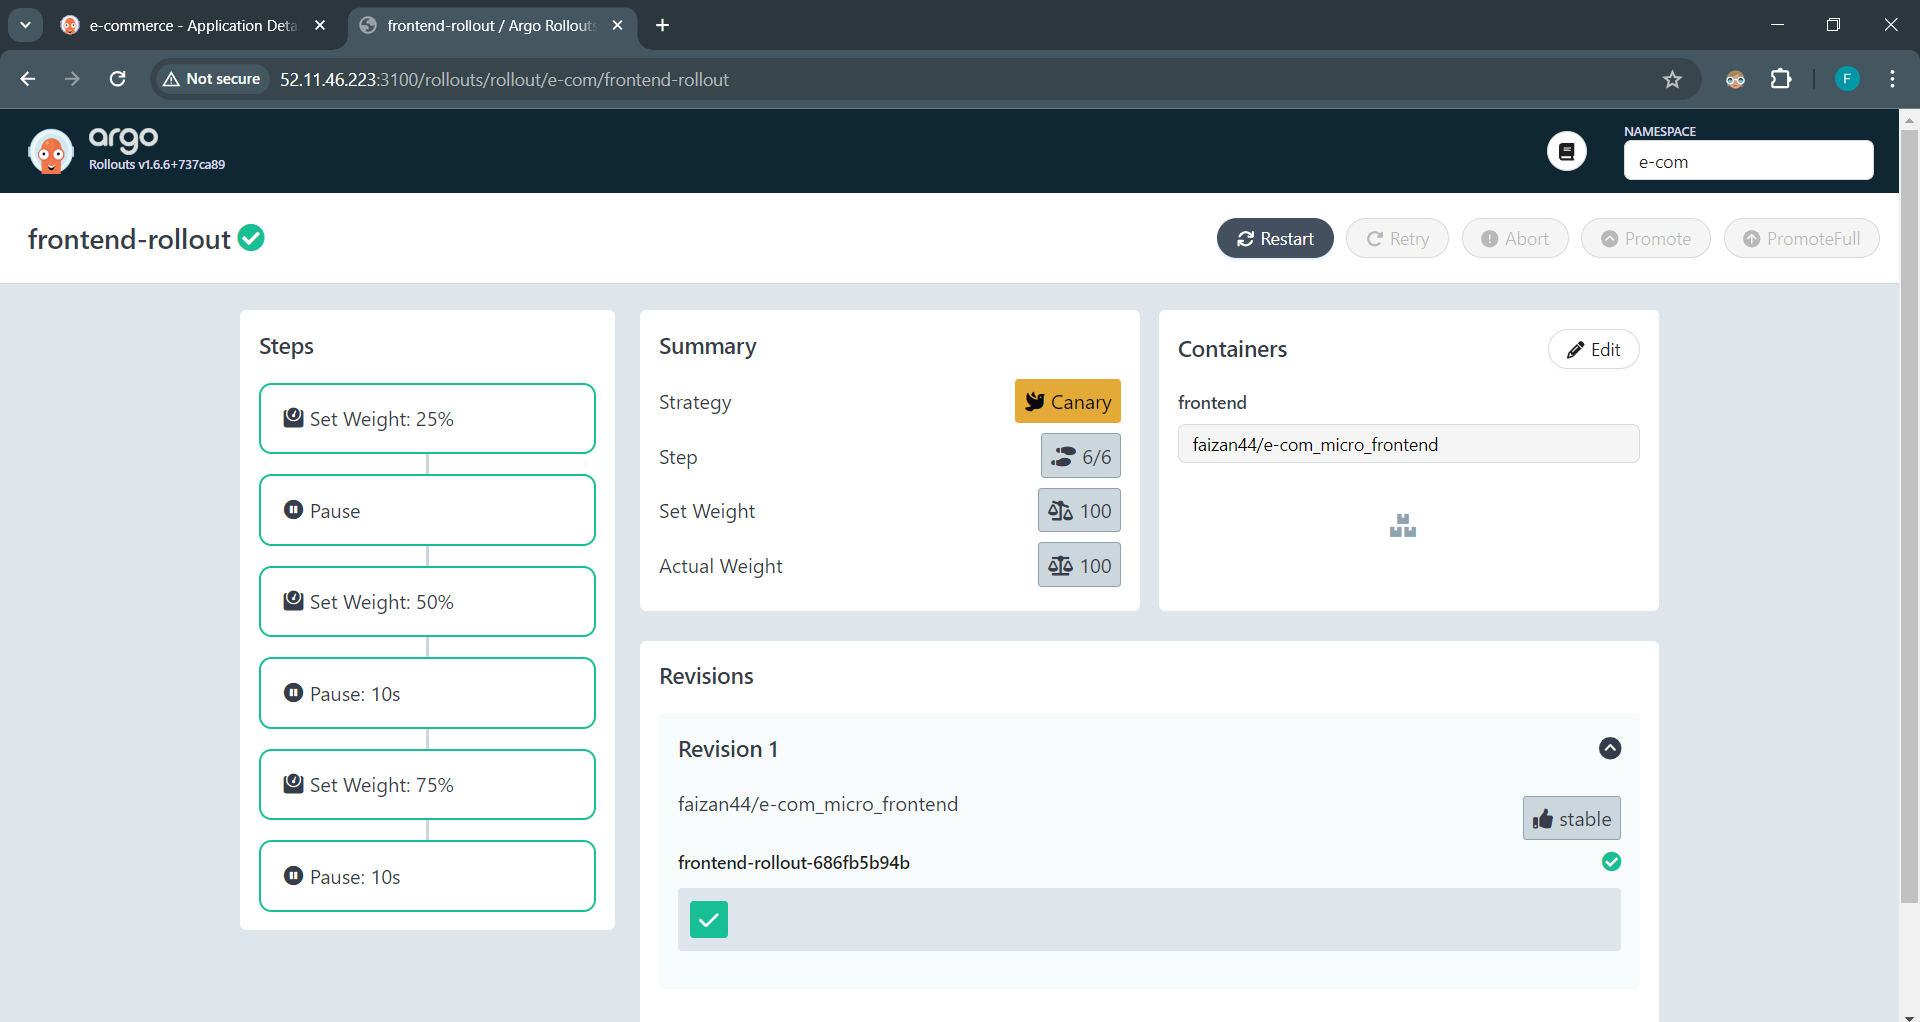 e-commerce - Application Deta
frontend-rollout / Argo Rollouts
Not secure
52.11.46.223:3100/rollouts/rollout/e-com/frontend-rollout
F
argo
Rollouts v1.6.6+737ca89
NAMESPACE
e-com
frontend-rollout
Restart
Retry
Abort
Promote
PromoteFull
Steps
Set Weight: 25%
Pause
Set Weight: 50%
Pause: 10s
Set Weight: 75%
Pause: 10s
Summary
Strategy
Canary
Step
6/6
Set Weight
100
Actual Weight
100
Containers
Edit
frontend
faizan44/e-com_micro_frontend
Revisions
Revision 1
faizan44/e-com_micro_frontend
stable
frontend-rollout-686fb5b94b